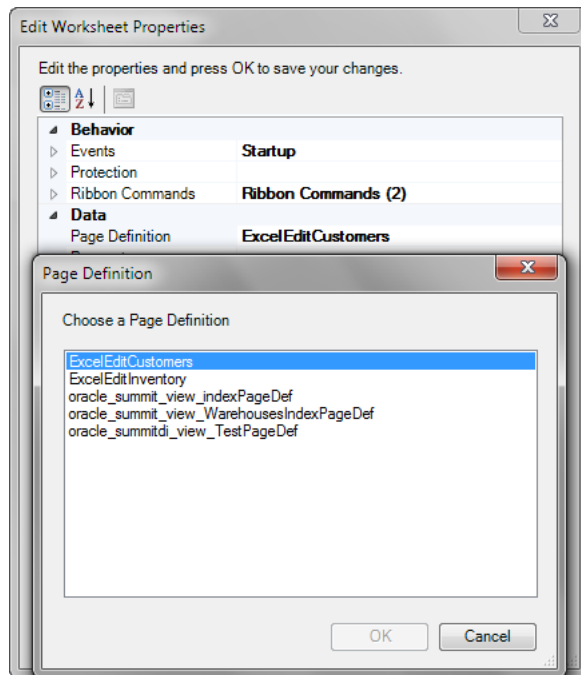 Edit Worksheet Properties
Edit the properties and press OK to save your changes.
Behavior
Events Startup
Protection
Ribbon Commands Ribbon Commands (2)
Data
Page Definition ExcelEditCustomers
Page Definition
Choose a Page Definition
ExcelEditCustomers
ExcelEditInventory
oracle_summit_view_indexPageDef
oracle_summit_view_WarehousesIndexPageDef
oracle_summitdi_view_TestPageDef
OK Cancel